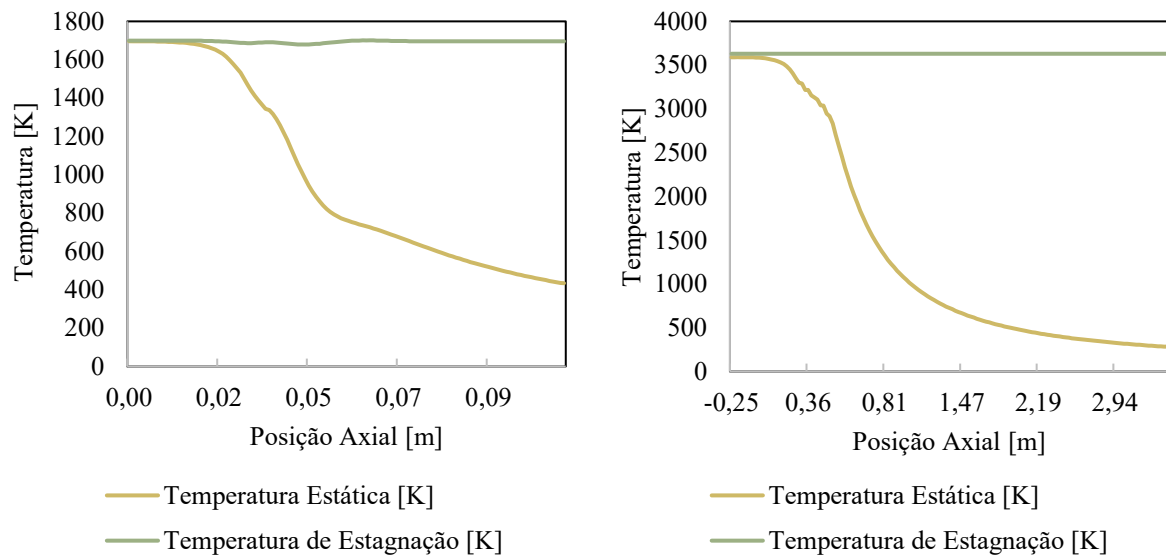 1800
1600
1400
1200
1000
800
600
400
200
0
Temperatura [K]
0,00 0,02 0,05 0,07 0,09
Posição Axial [m]
Temperatura Estática [K]
Temperatura de Estagnação [K]
4000
3500
3000
2500
2000
1500
1000
500
0
Temperatura [K]
-0,25 0,36 0,81 1,47 2,19 2,94
Posição Axial [m]
Temperatura Estática [K]
Temperatura de Estagnação [K]